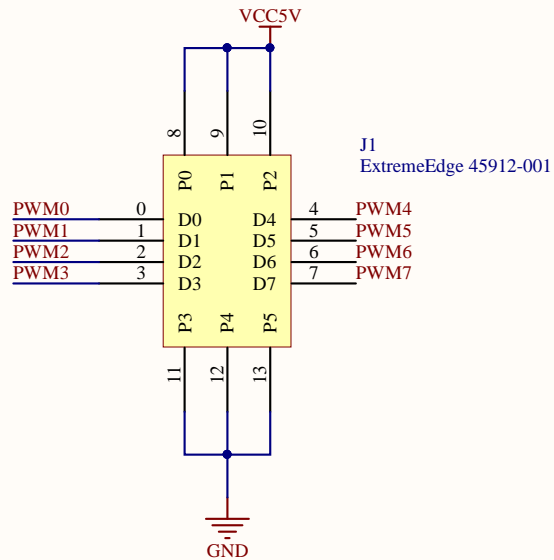 VCC5V
8 9 10
J1
ExtremeEdge 45912-001
P0 P1 P2
PWM0 0 D0 D4 4 PWM4
PWM1 1 D1 D5 5 PWM5
PWM2 2 D2 D6 6 PWM6
PWM3 3 D3 D7 7 PWM7
P3 P4 P5
11 12 13
GND